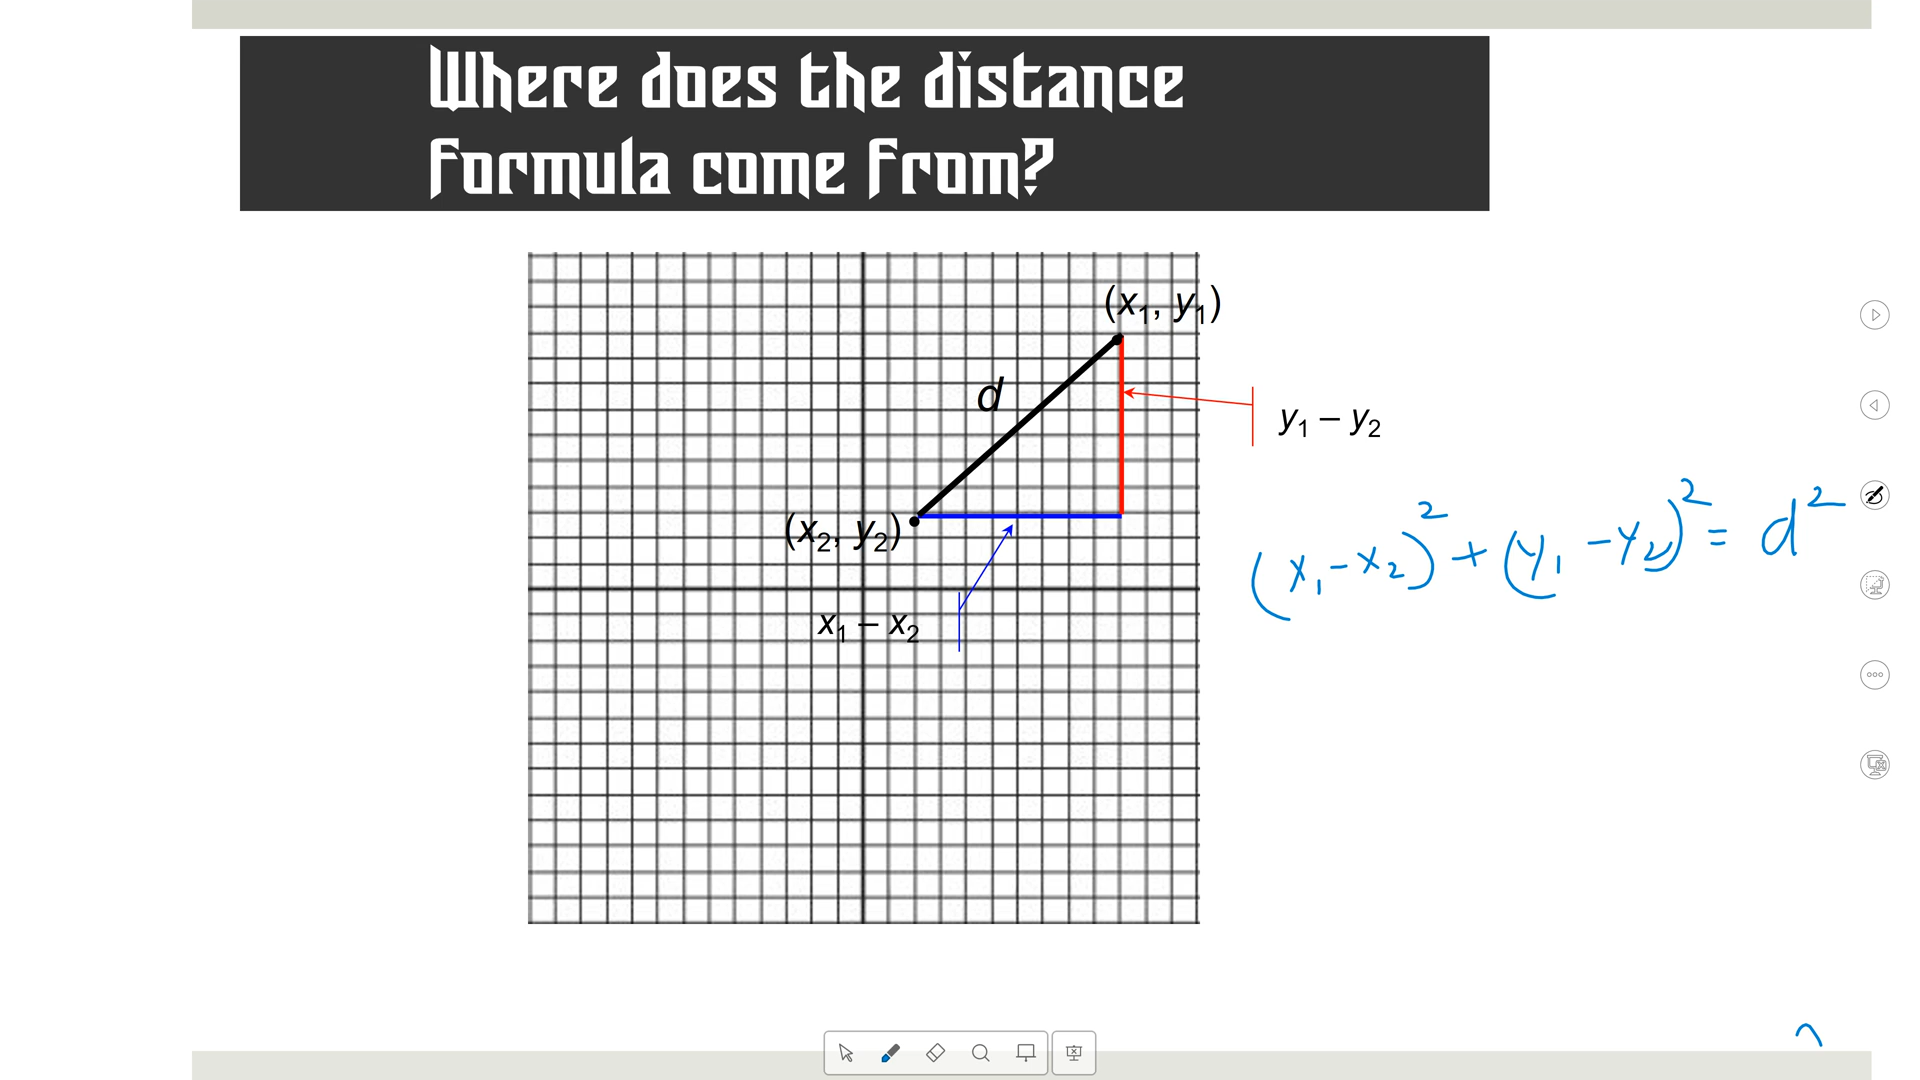 Where does the distance
formula come from?
(x₁, y₁)
d
y₁ – y₂
(x₂, y₂)
(x₁ - x₂)² + (y₁ - y₂)² = d²
x₁ – x₂